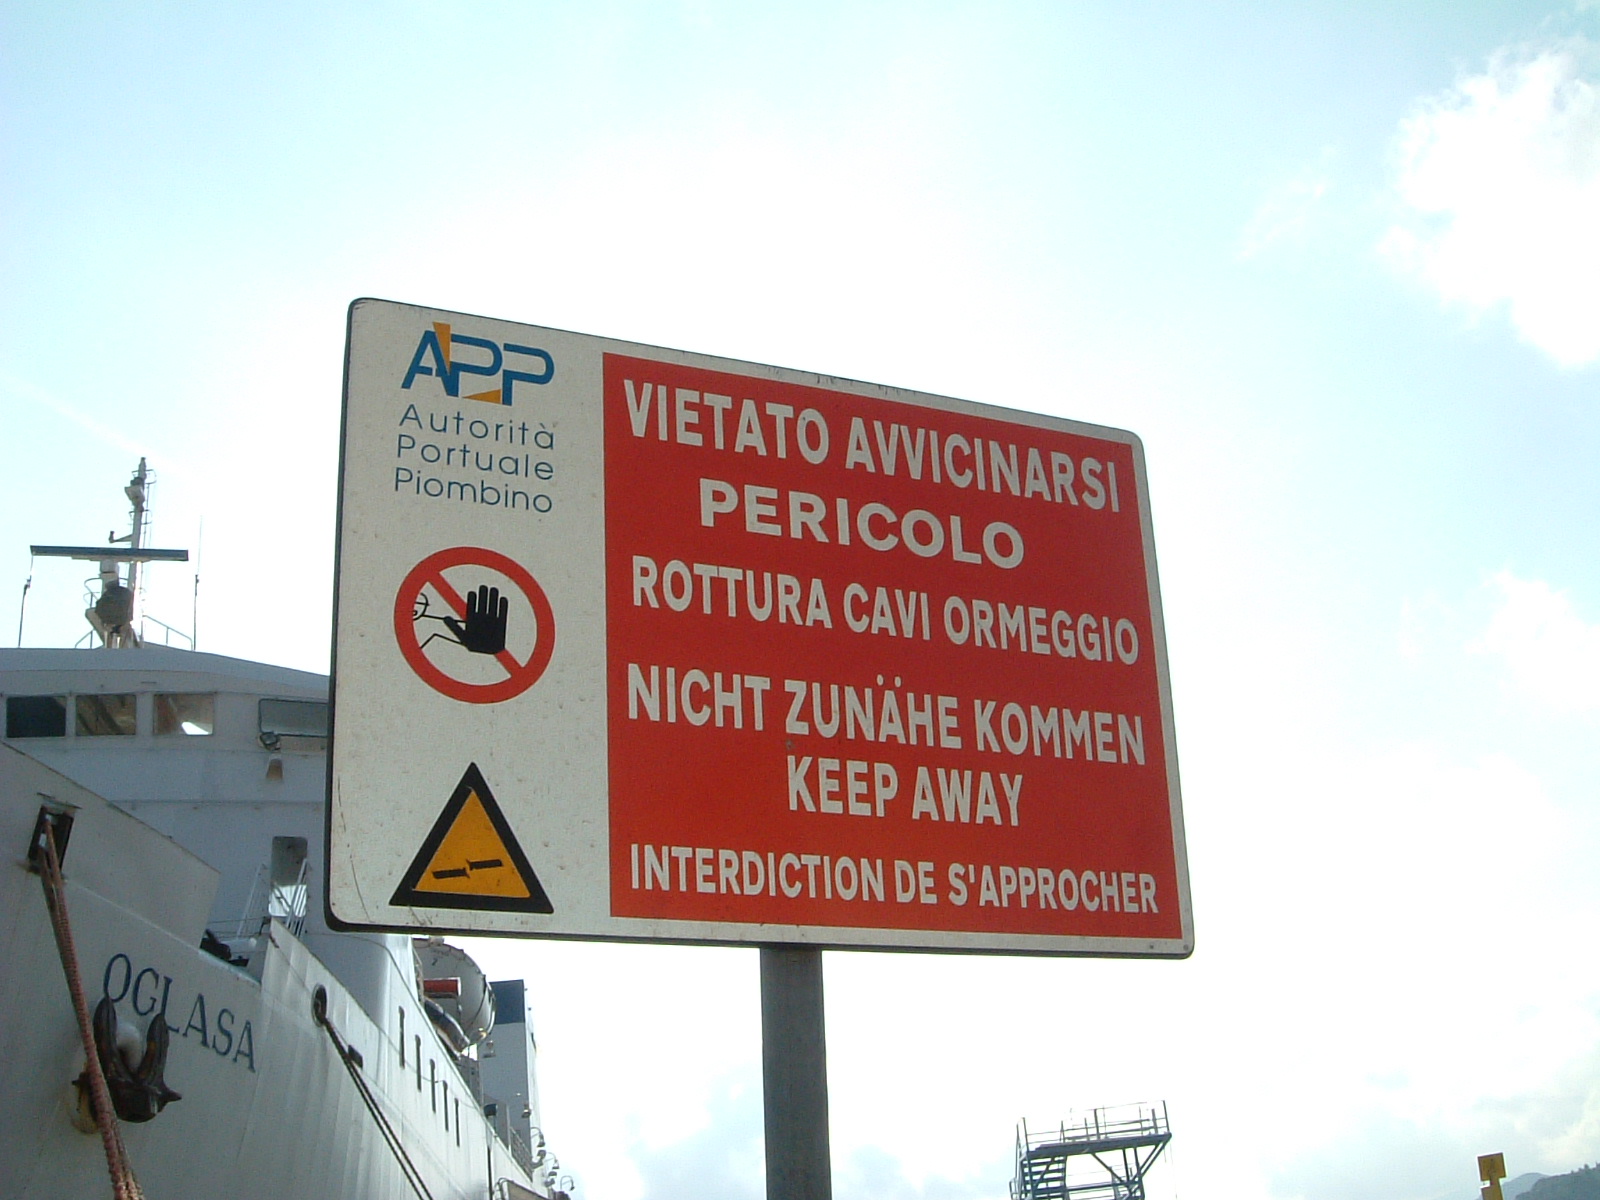 APP
Autorità
Portuale
Piombino
VIETATO AVVICINARSI
PERICOLO
ROTTURA CAVI ORMEGGIO
NICHT ZUNÄHE KOMMEN
KEEP AWAY
INTERDICTION DE S'APPROCHER
OGLASA